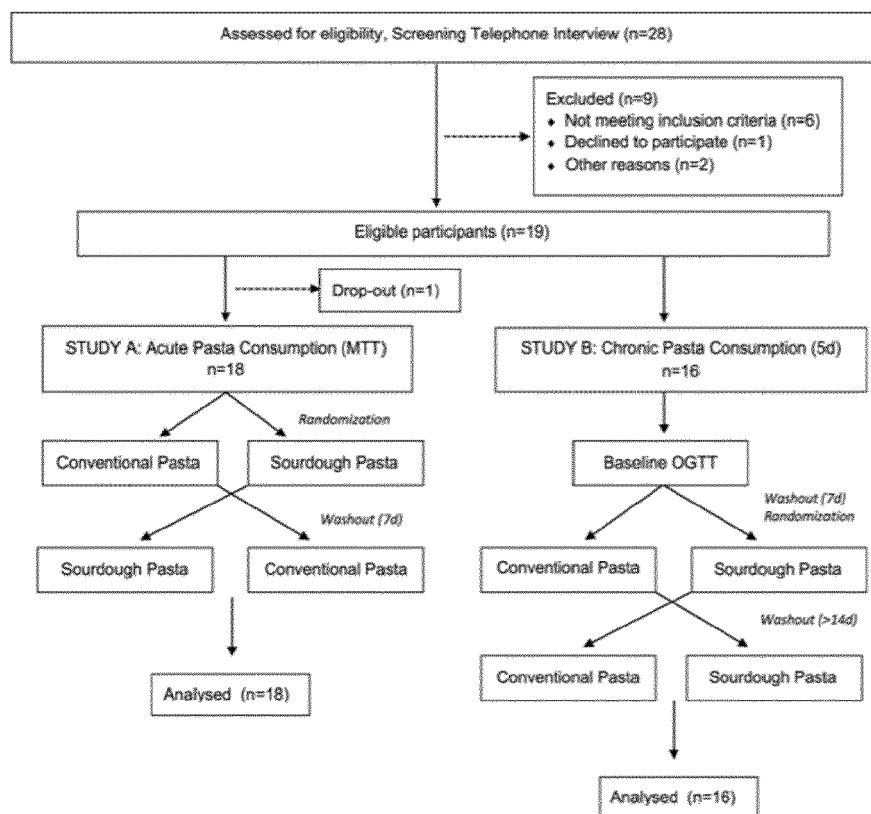 Assessed for eligibility, Screening Telephone Interview (n=28)
Excluded (n=9)
♦ Not meeting inclusion criteria (n=6)
♦ Declined to participate (n=1)
♦ Other reasons (n=2)
Eligible participants (n=19)
Drop-out (n=1)
STUDY A: Acute Pasta Consumption (MTT)
n=18
Randomization
Conventional Pasta
Sourdough Pasta
Washout (7d)
Sourdough Pasta
Conventional Pasta
Analysed (n=18)
STUDY B: Chronic Pasta Consumption (5d)
n=16
Baseline OGTT
Washout (7d)
Randomization
Conventional Pasta
Sourdough Pasta
Washout (>14d)
Conventional Pasta
Sourdough Pasta
Analysed (n=16)